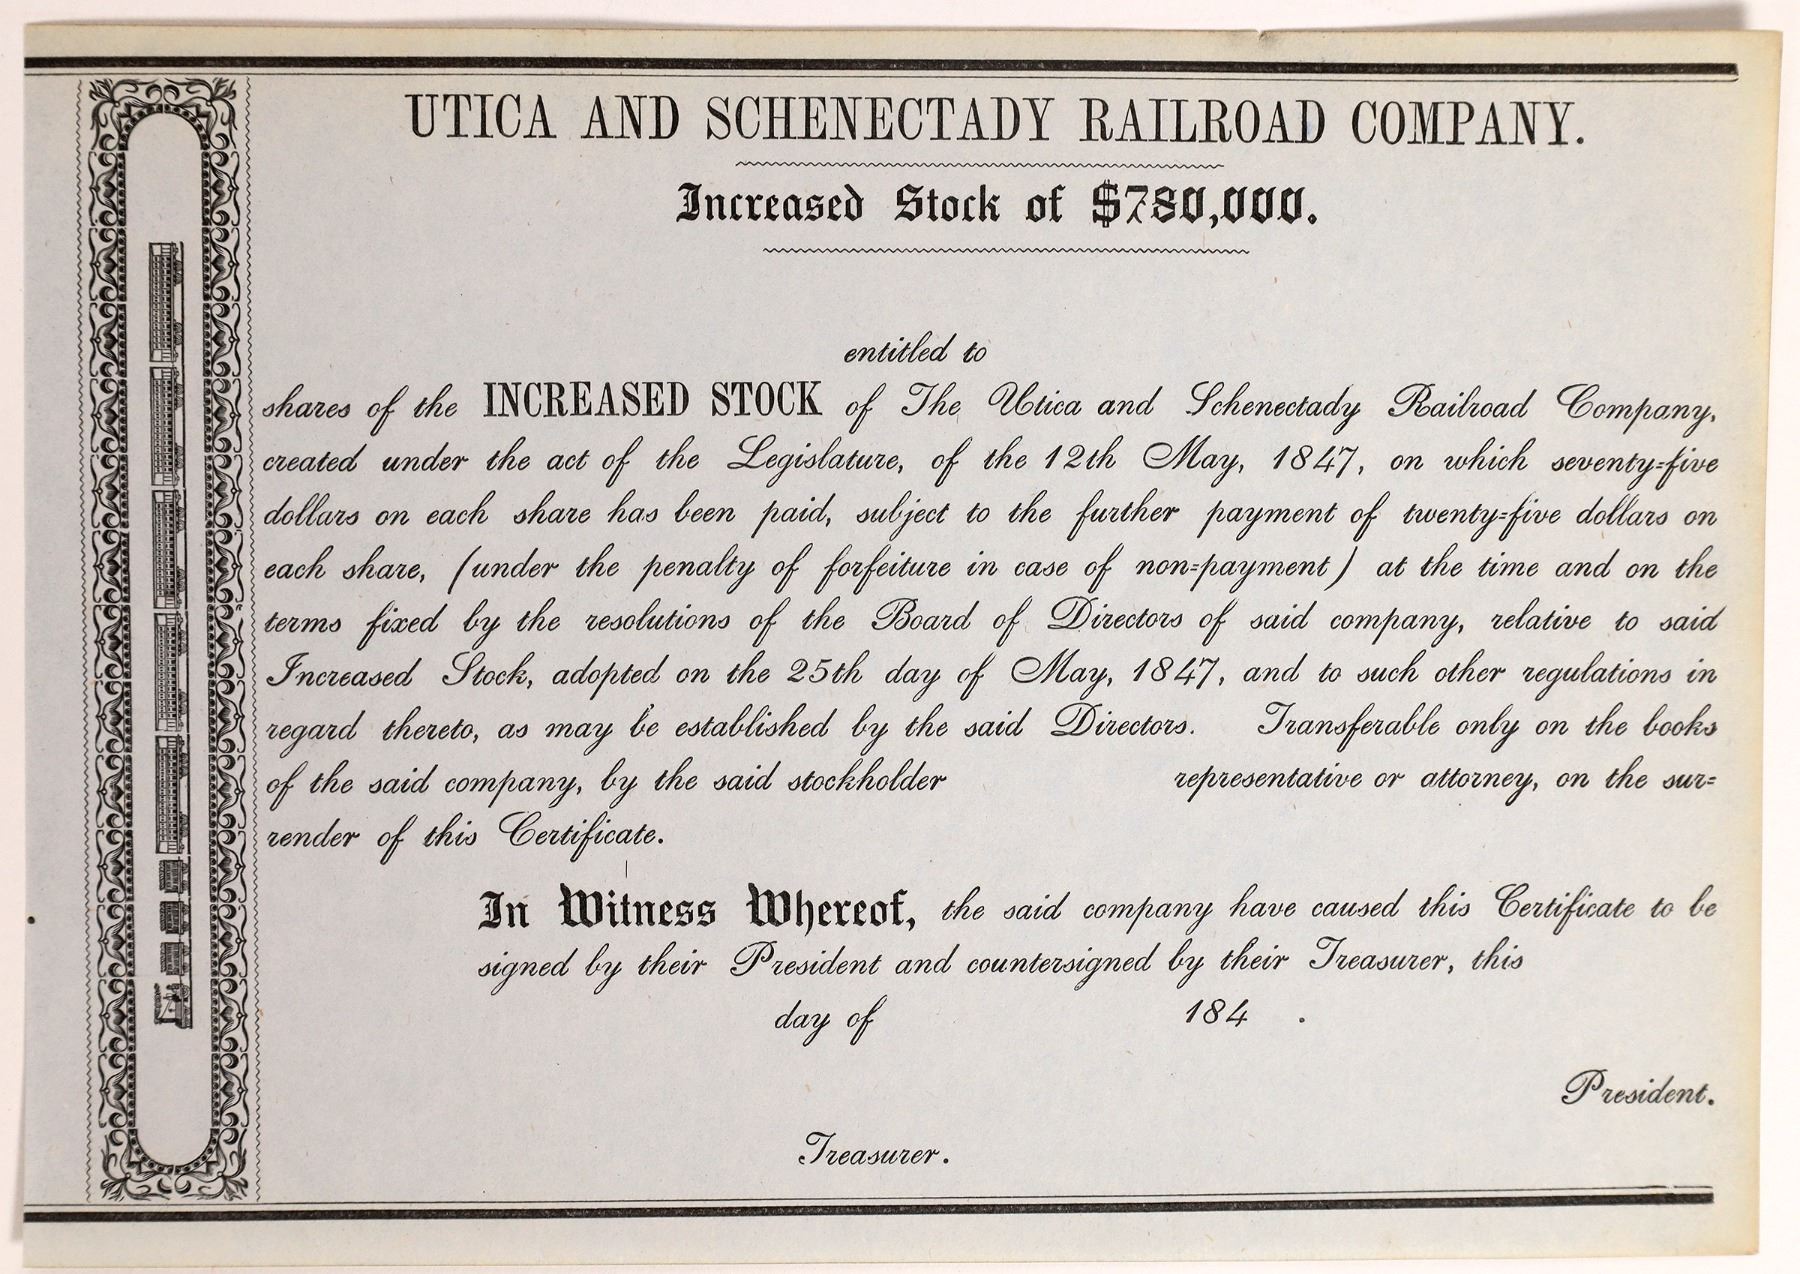 UTICA AND SCHENECTADY RAILROAD COMPANY.
Increased Stock of $780,000.
entitled to
shares of the INCREASED STOCK of The Utica and Schenectady Railroad Company,
created under the act of the Legislature, of the 12th May, 1847, on which seventy=five
dollars on each share has been paid, subject to the further payment of twenty=five dollars on
each share, (under the penalty of forfeiture in case of non=payment) at the time and on the
terms fixed by the resolutions of the Board of Directors of said company, relative to said
Increased Stock, adopted on the 25th day of May, 1847, and to such other regulations in
regard thereto, as may be established by the said Directors. Transferable only on the books
of the said company, by the said stockholder representative or attorney, on the sur=
render of this Certificate.
In Witness Whereof, the said company have caused this Certificate to be
signed by their President and countersigned by their Treasurer, this
day of 184 .
President.
Treasurer.